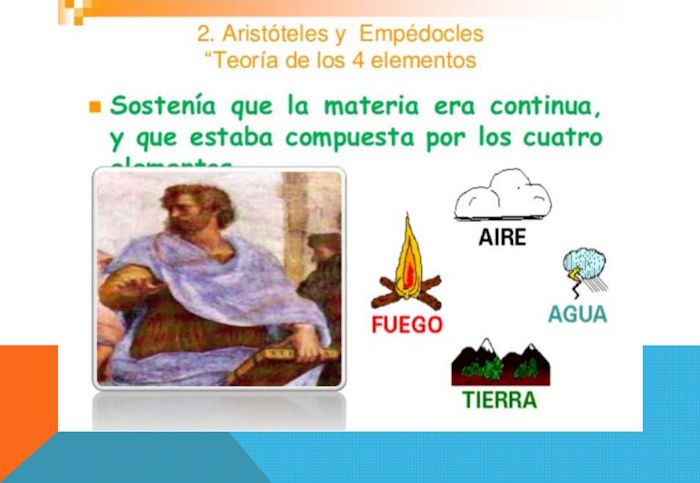 2. Aristóteles y Empédocles
“Teoría de los 4 elementos
Sostenía que la materia era continua,
y que estaba compuesta por los cuatro
elementos
AIRE
FUEGO
AGUA
TIERRA